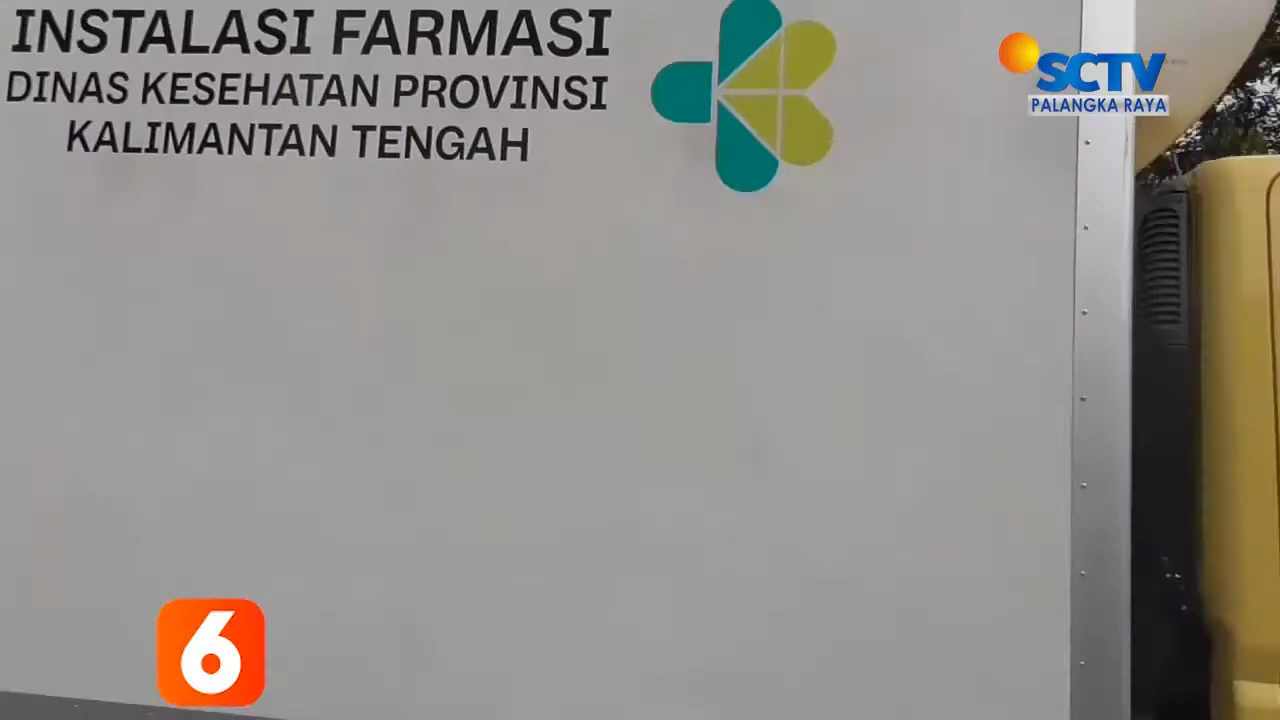 INSTALASI FARMASI
DINAS KESEHATAN PROVINSI
KALIMANTAN TENGAH
SCTV
PALANGKA RAYA
6